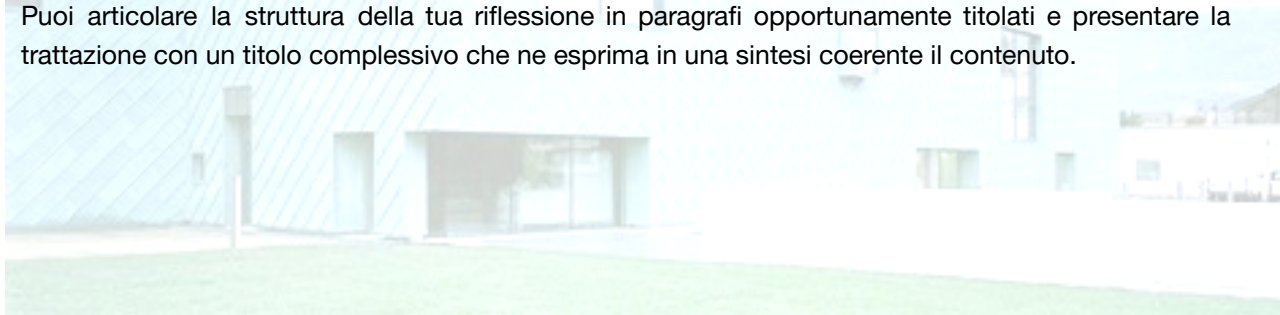 Puoi articolare la struttura della tua riflessione in paragrafi opportunamente titolati e presentare la
trattazione con un titolo complessivo che ne esprima in una sintesi coerente il contenuto.